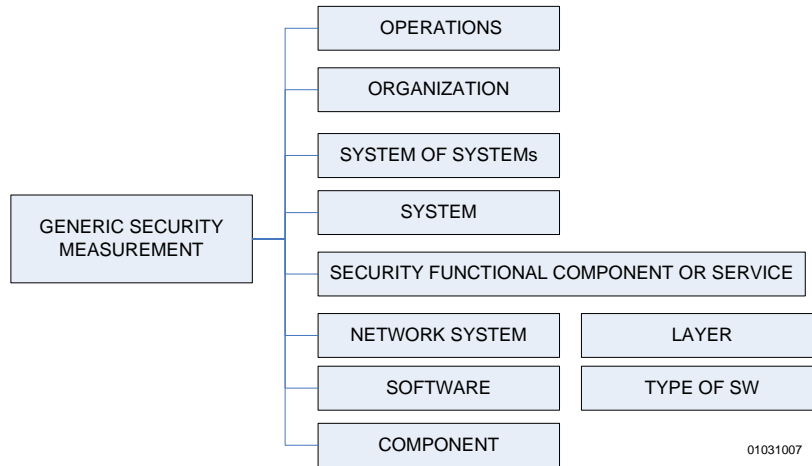 OPERATIONS
ORGANIZATION
SYSTEM OF SYSTEMs
SYSTEM
GENERIC SECURITY
MEASUREMENT
SECURITY FUNCTIONAL COMPONENT OR SERVICE
NETWORK SYSTEM
LAYER
SOFTWARE
TYPE OF SW
COMPONENT
01031007